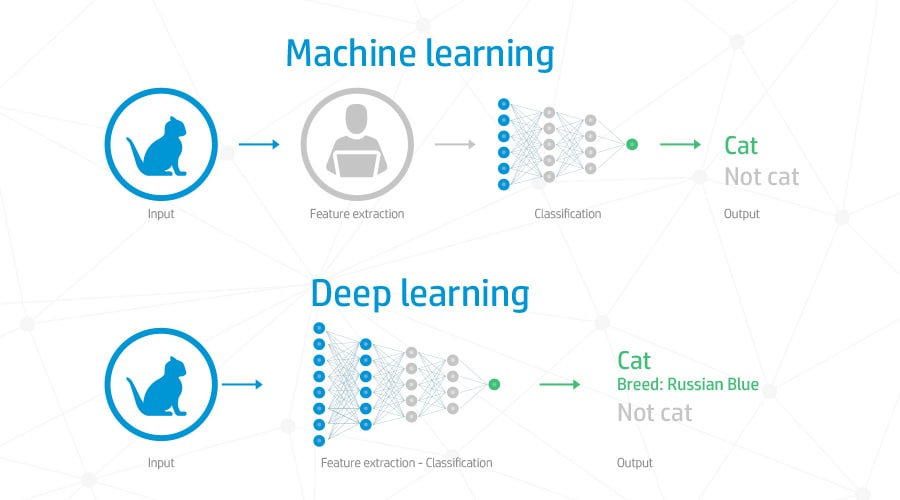 Machine learning
Input
Feature extraction
Classification
Cat
Not cat
Output
Deep learning
Input
Feature extraction - Classification
Cat
Breed: Russian Blue
Not cat
Output